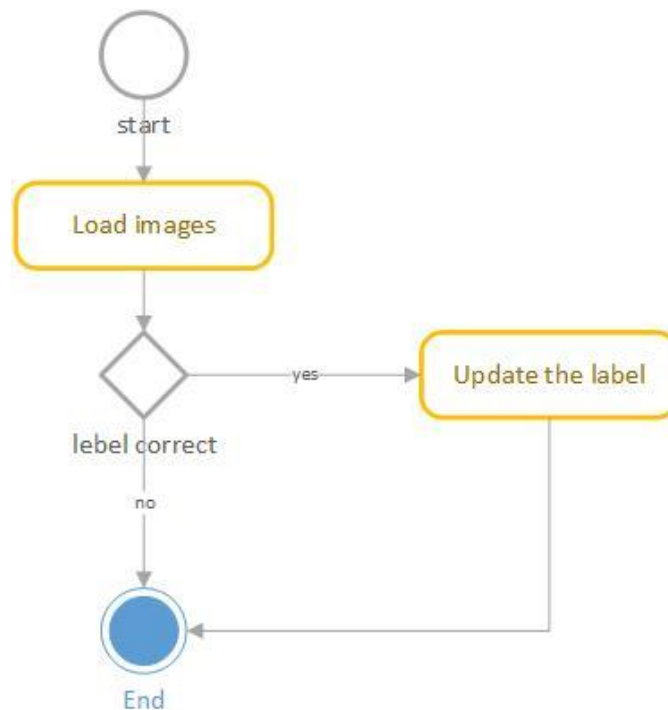 start
Load images
yes
Update the label
lebel correct
no
End